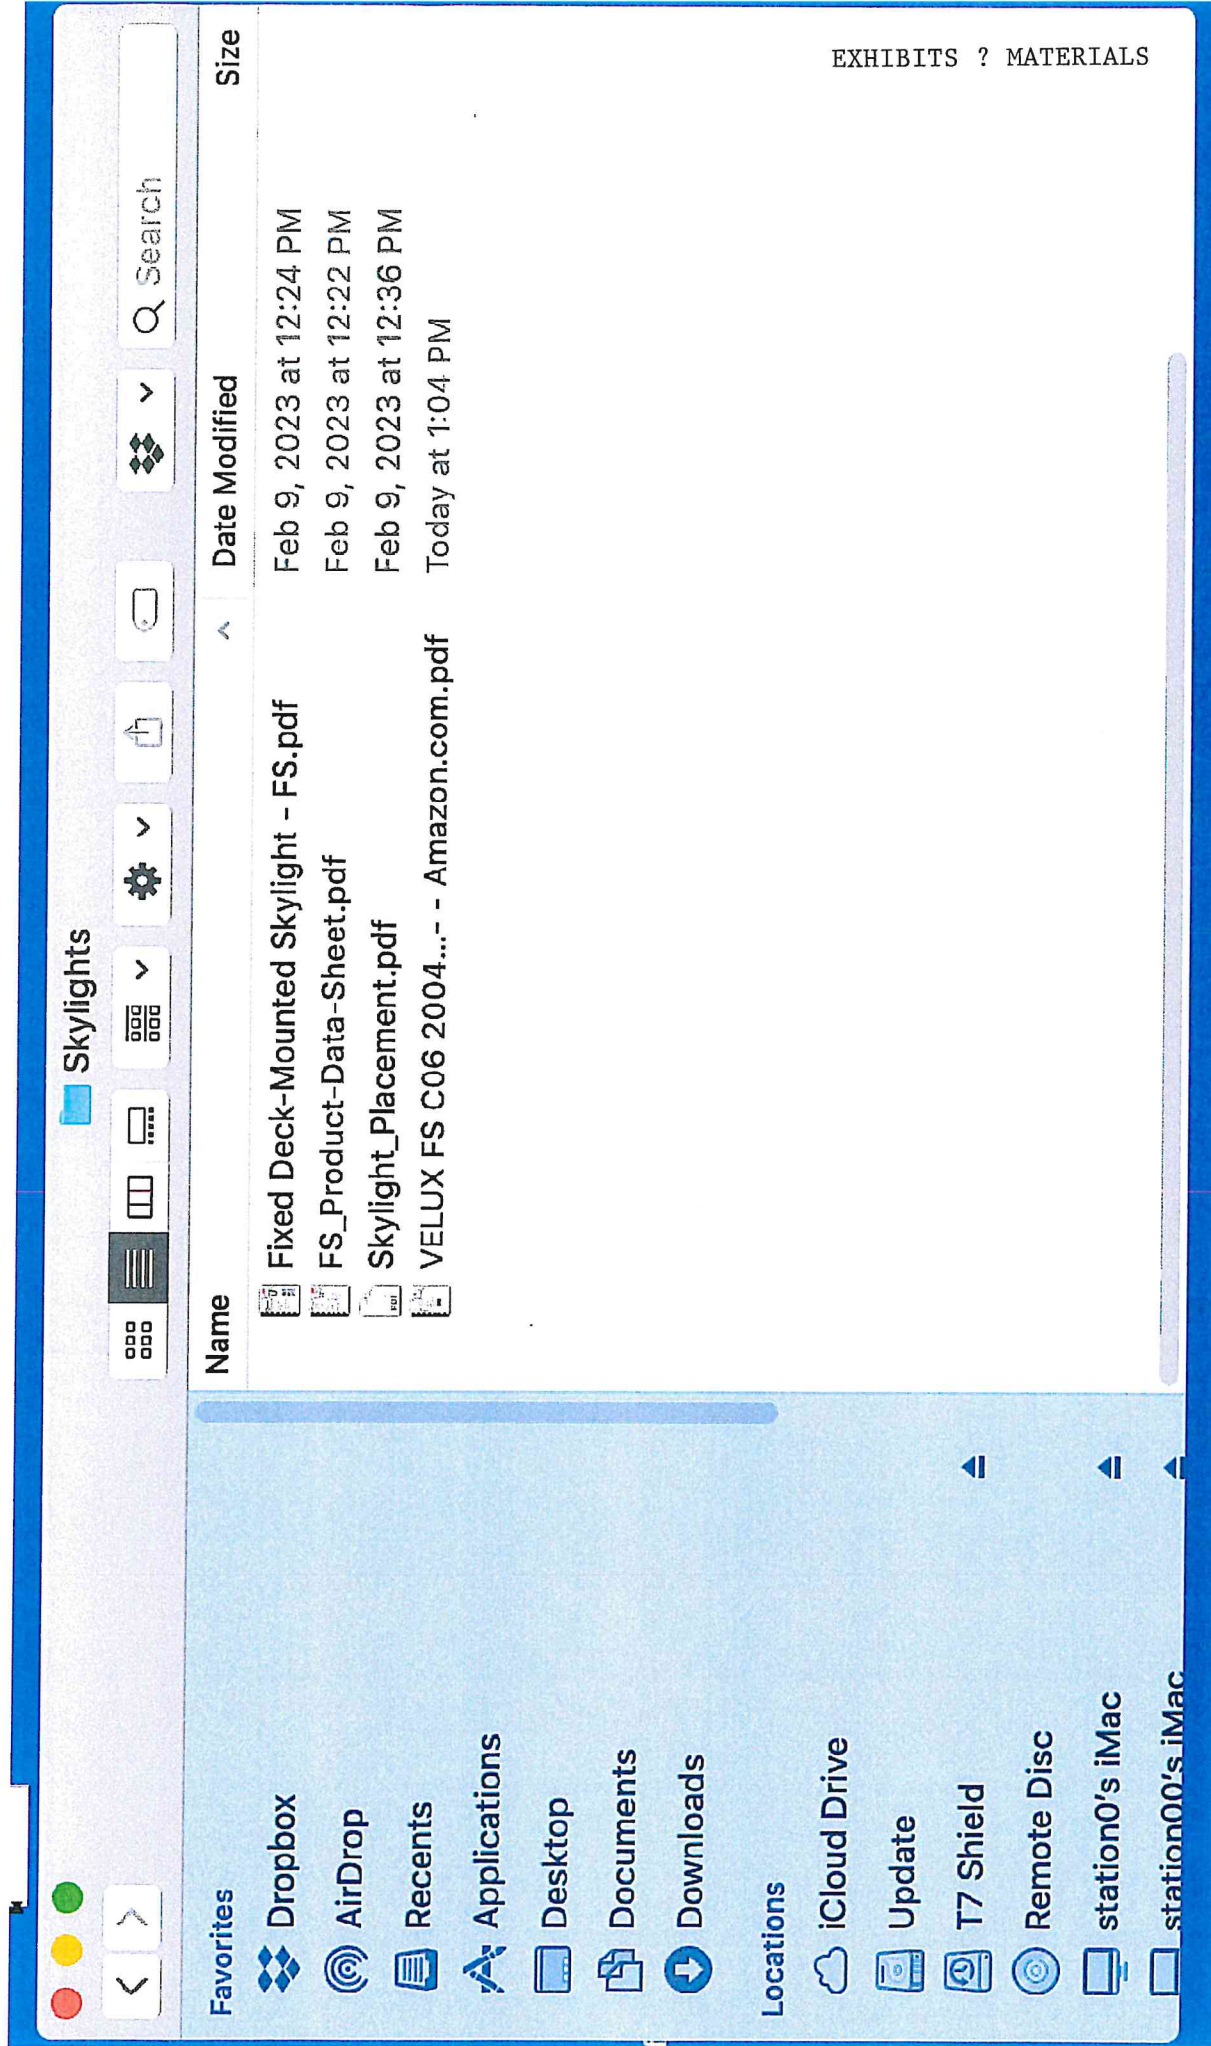 EXHIBITS ? MATERIALS
Skylights
Search
Name
Date Modified
Size
Fixed Deck-Mounted Skylight - FS.pdf
Feb 9, 2023 at 12:24 PM
FS_Product-Data-Sheet.pdf
Feb 9, 2023 at 12:22 PM
Skylight_Placement.pdf
Feb 9, 2023 at 12:36 PM
VELUX FS C06 2004...- - Amazon.com.pdf
Today at 1:04 PM
Favorites
Dropbox
AirDrop
Recents
Applications
Desktop
Documents
Downloads
Locations
iCloud Drive
Update
T7 Shield
Remote Disc
station0's iMac
station00's iMac